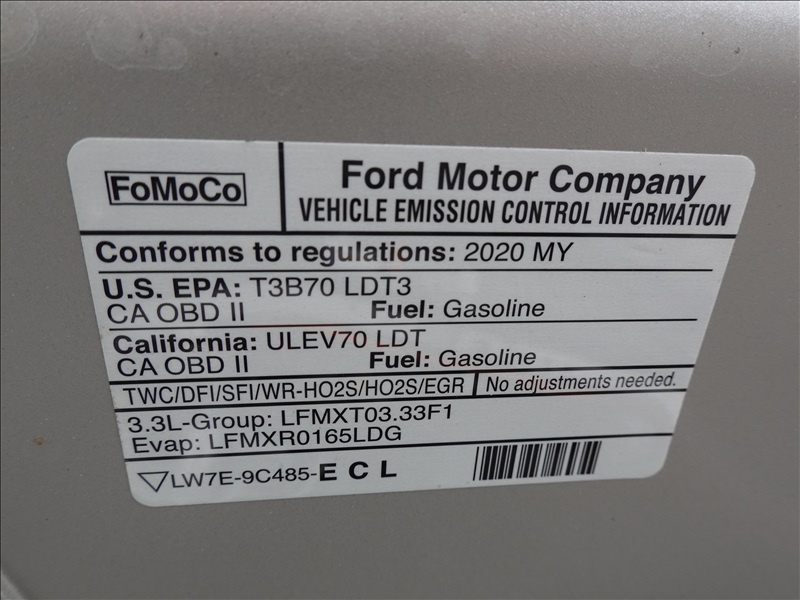 FoMoCo
Ford Motor Company
VEHICLE EMISSION CONTROL INFORMATION
Conforms to regulations: 2020 MY
U.S. EPA: T3B70 LDT3
CA OBD II Fuel: Gasoline
California: ULEV70 LDT
CA OBD II Fuel: Gasoline
TWC/DFI/SFI/WR-HO2S/HO2S/EGR No adjustments needed.
3.3L-Group: LFMXT03.33F1
Evap: LFMXR0165LDG
LW7E-9C485-E C L